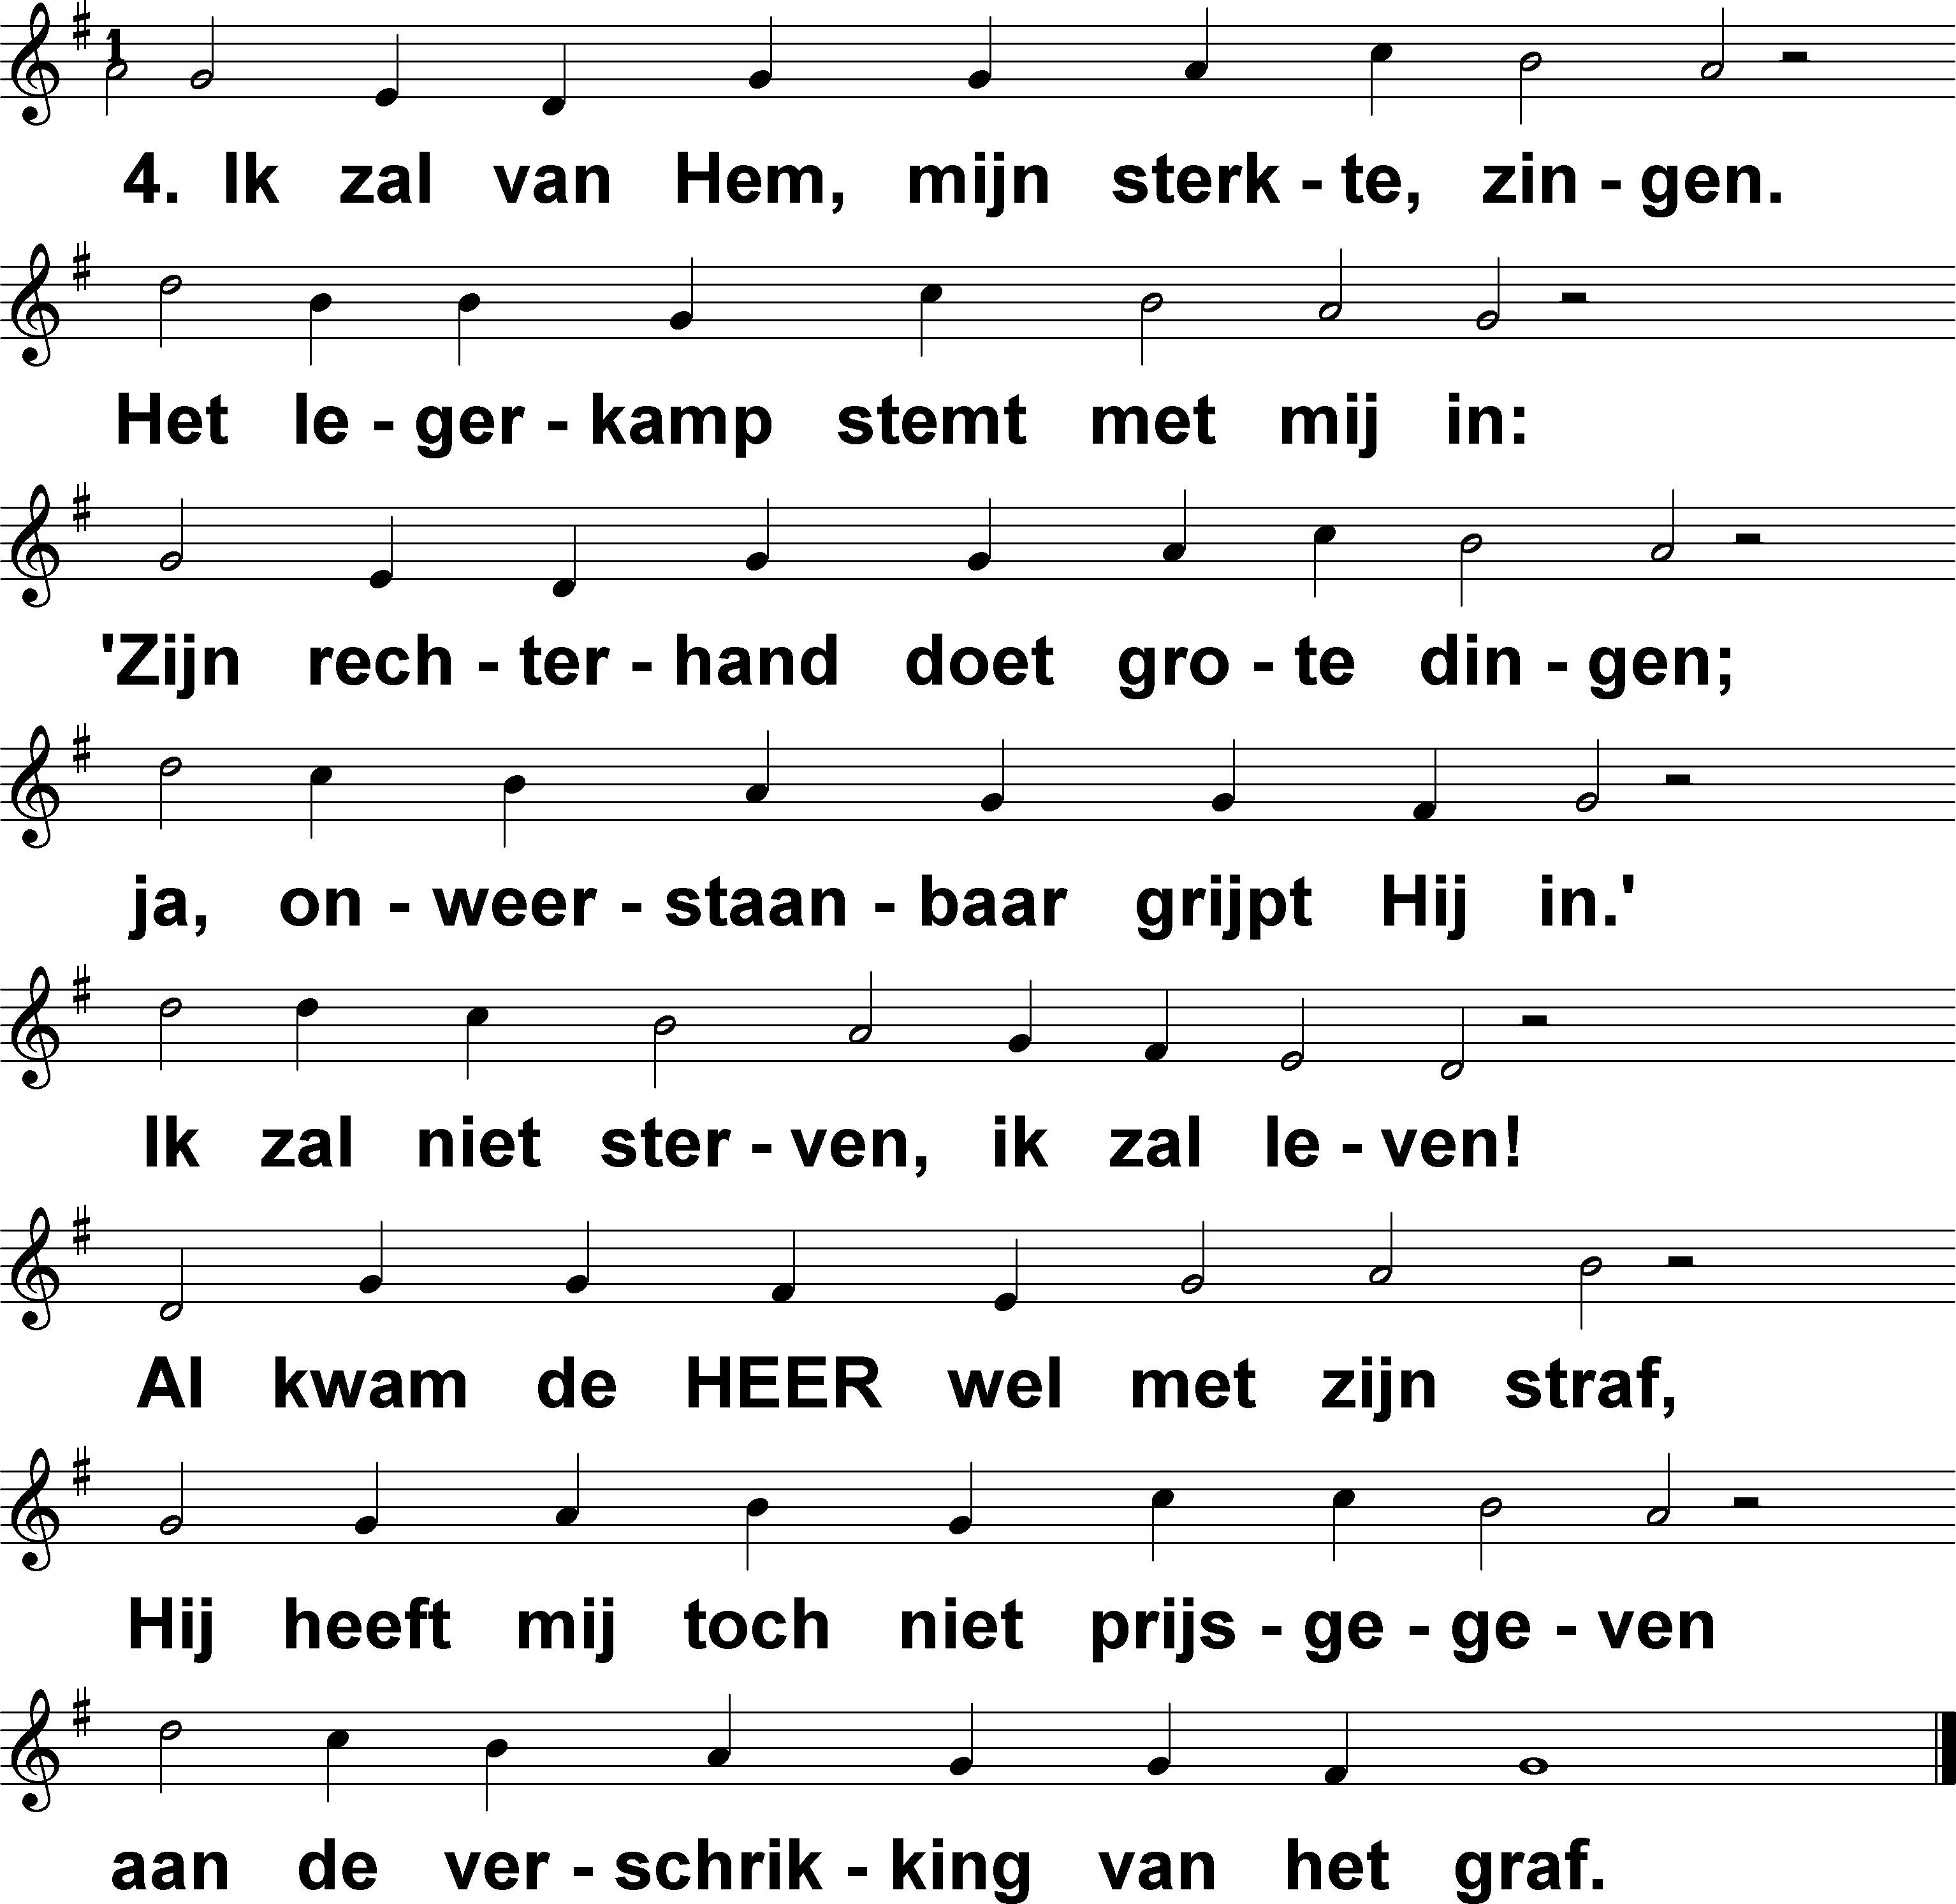 4. Ik zal van Hem, mijn sterk - te, zin - gen.
Het le - ger - kamp stemt met mij in:
'Zijn rech - ter - hand doet gro - te din - gen;
ja, on - weer - staan - baar grijpt Hij in.'
Ik zal niet ster - ven, ik zal le - ven!
Al kwam de HEER wel met zijn straf,
Hij heeft mij toch niet prijs - ge - ge - ven
aan de ver - schrik - king van het graf.